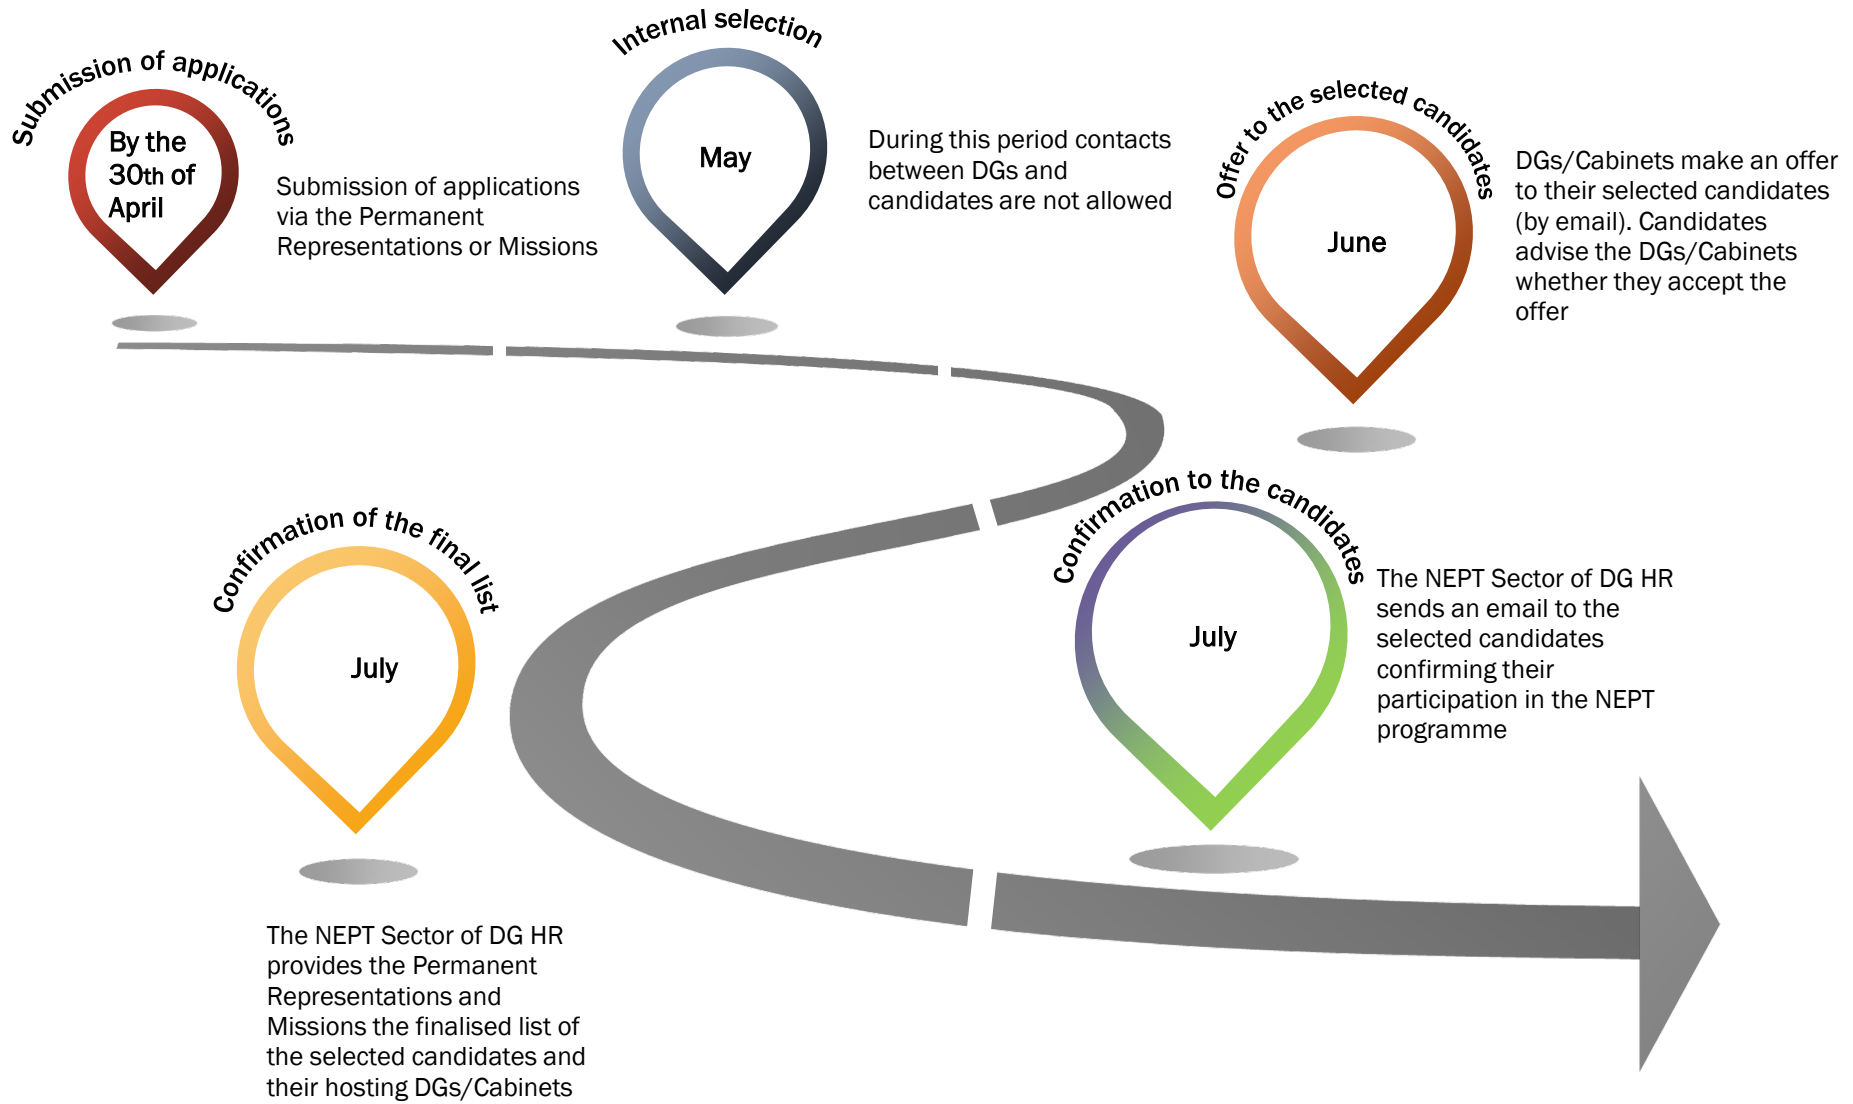 Submission of applications
By the
30th of
April
Submission of applications
via the Permanent
Representations or Missions
Internal selection
May
During this period contacts
between DGs and
candidates are not allowed
Offer to the selected candidates
June
DGs/Cabinets make an offer
to their selected candidates
(by email). Candidates
advise the DGs/Cabinets
whether they accept the
offer
Confirmation of the final list
July
The NEPT Sector of DG HR
provides the Permanent
Representations and
Missions the finalised list of
the selected candidates and
their hosting DGs/Cabinets
Confirmation to the candidates
July
The NEPT Sector of DG HR
sends an email to the
selected candidates
confirming their
participation in the NEPT
programme